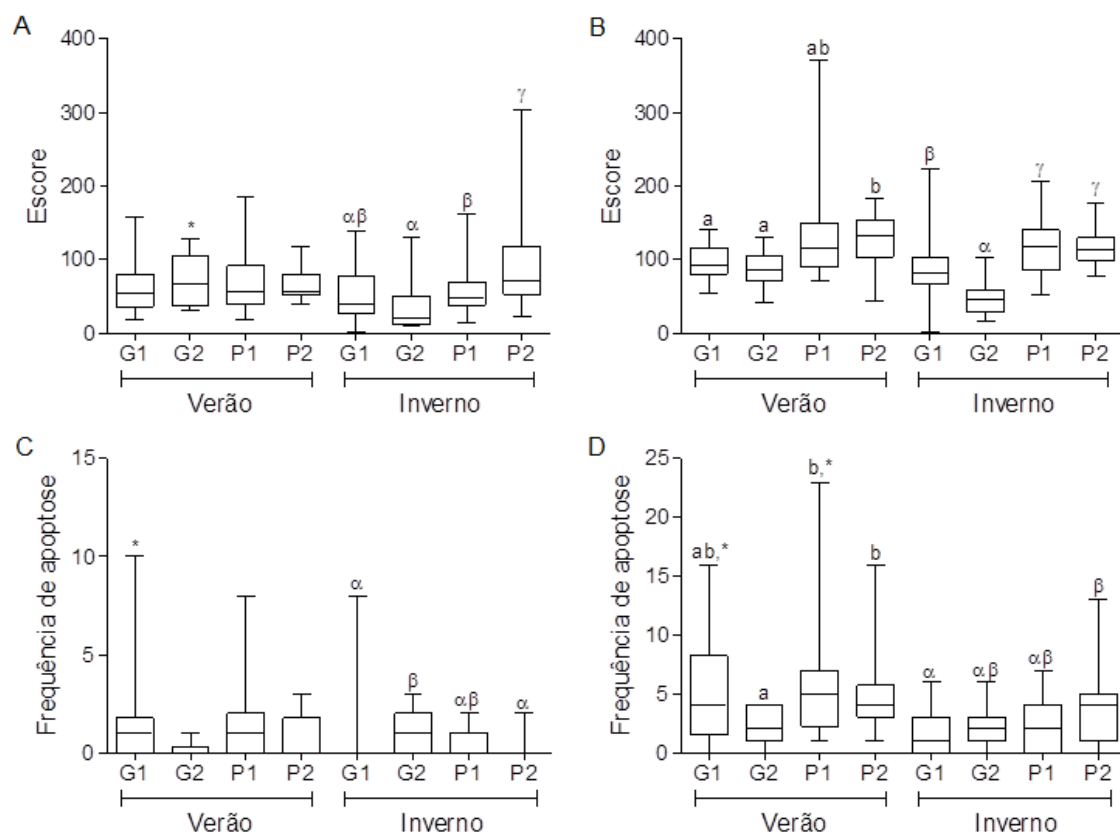 A
400
300
200
100
0
Escore
*
αβ
α
β
γ
G1 G2 P1 P2 G1 G2 P1 P2
Verão Inverno
B
400
300
200
100
0
Escore
a
a
ab
b
β
α
γ
γ
G1 G2 P1 P2 G1 G2 P1 P2
Verão Inverno
C
15
10
5
0
Frequência de apoptose
*
α
β
αβ
α
G1 G2 P1 P2 G1 G2 P1 P2
Verão Inverno
D
25
20
15
10
5
0
Frequência de apoptose
ab,*
a
b,*
b
α
αβ
αβ
β
G1 G2 P1 P2 G1 G2 P1 P2
Verão Inverno